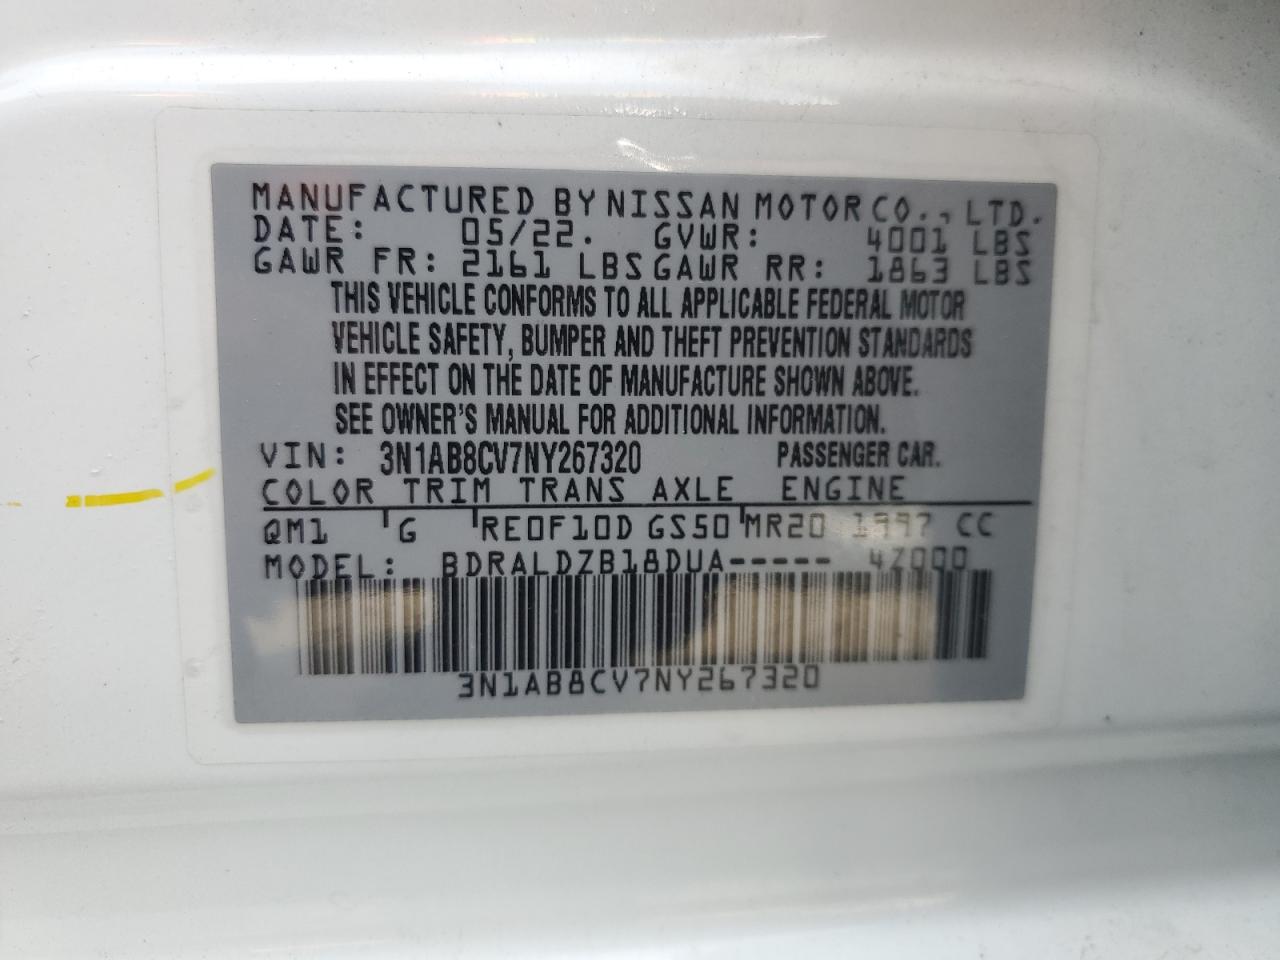 MANUFACTURED BY NISSAN MOTOR CO., LTD.
DATE: 05/22. GVWR: 4001 LBS
GAWR FR: 2161 LBS GAWR RR: 1863 LBS
THIS VEHICLE CONFORMS TO ALL APPLICABLE FEDERAL MOTOR
VEHICLE SAFETY, BUMPER AND THEFT PREVENTION STANDARDS
IN EFFECT ON THE DATE OF MANUFACTURE SHOWN ABOVE.
SEE OWNER'S MANUAL FOR ADDITIONAL INFORMATION.
VIN: 3N1AB8CV7NY267320 PASSENGER CAR.
COLOR TRIM TRANS AXLE ENGINE
QM1 G RE0F10D GS50 MR20 1997 CC
MODEL: BDRALDZB18DUA----- 4Z000
3N1AB8CV7NY267320